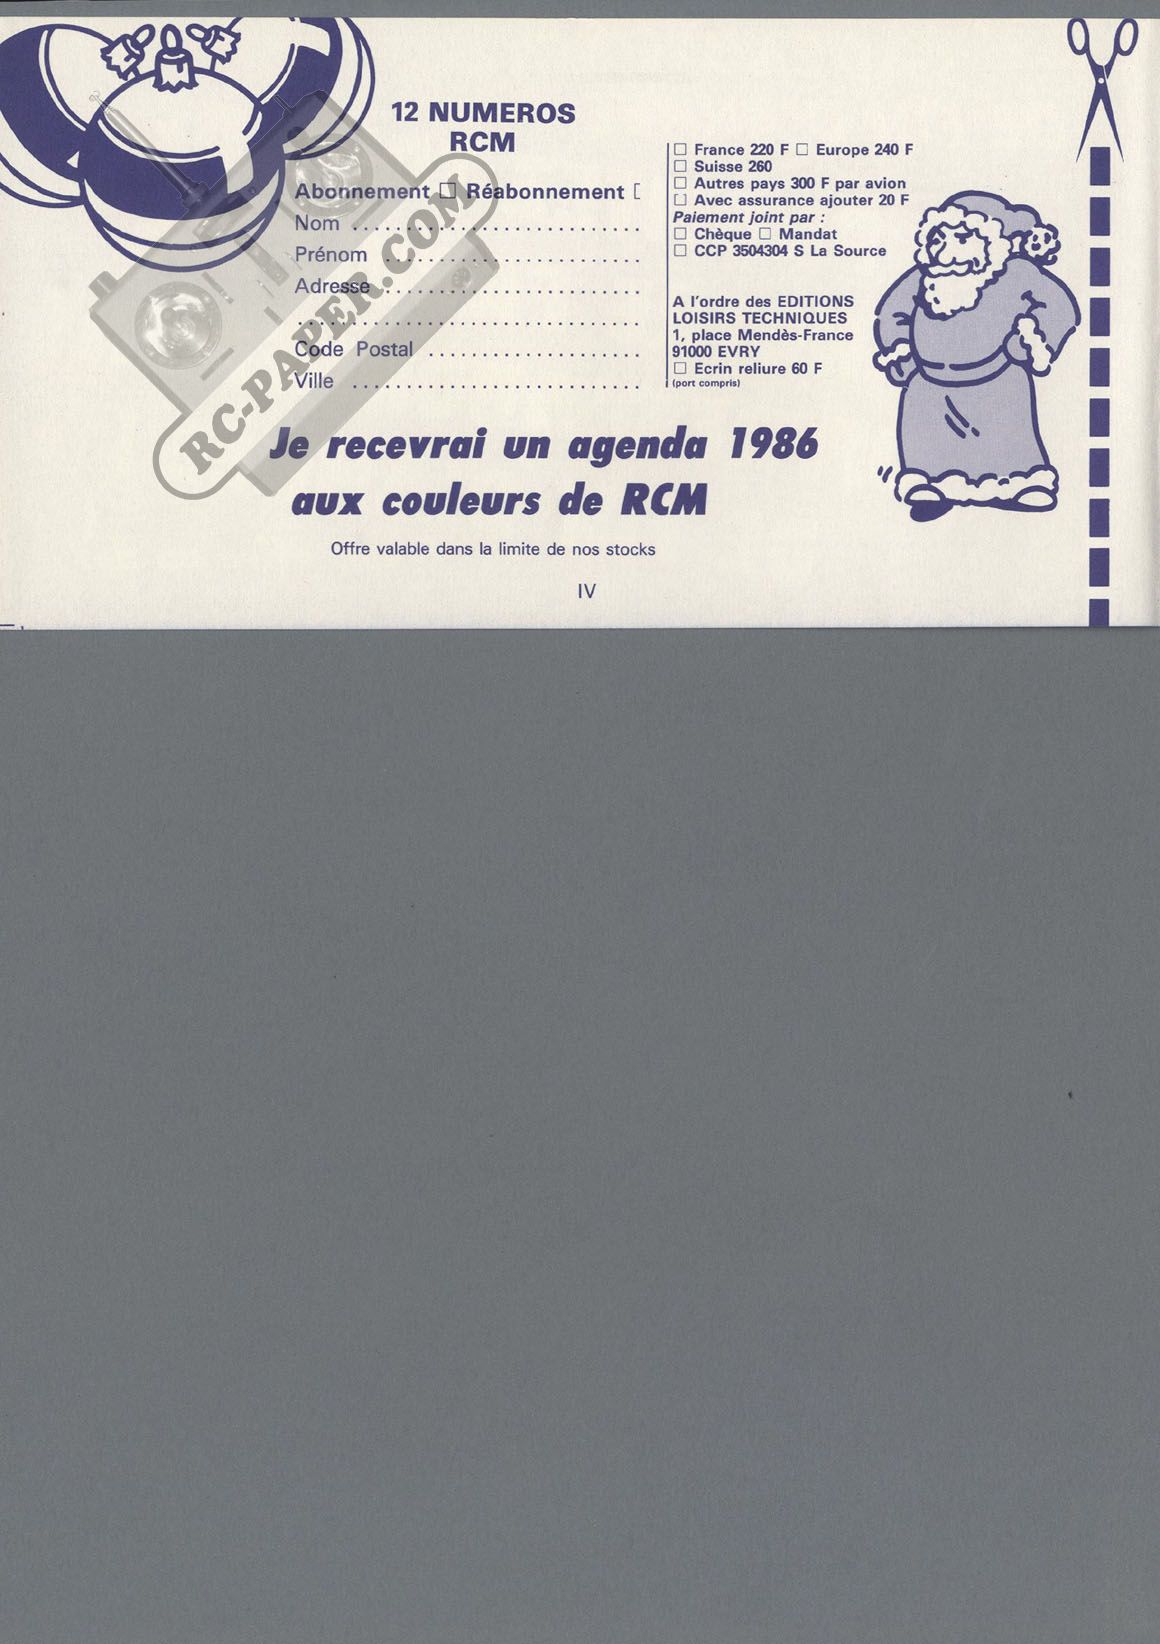 12 NUMEROS
RCM
Abonnement □ Réabonnement [
Nom ..............................
Prénom ..........................
Adresse ..........................
..................................
Code Postal ......................
Ville ..............................
□ France 220 F □ Europe 240 F
□ Suisse 260
□ Autres pays 300 F par avion
□ Avec assurance ajouter 20 F
Paiement joint par :
□ Chèque □ Mandat
□ CCP 3504304 S La Source
A l'ordre des EDITIONS
LOISIRS TECHNIQUES
1, place Mendès-France
91000 EVRY
□ Ecrin reliure 60 F
(port compris)
Je recevrai un agenda 1986
aux couleurs de RCM
Offre valable dans la limite de nos stocks
IV
RC-PAPER.COM